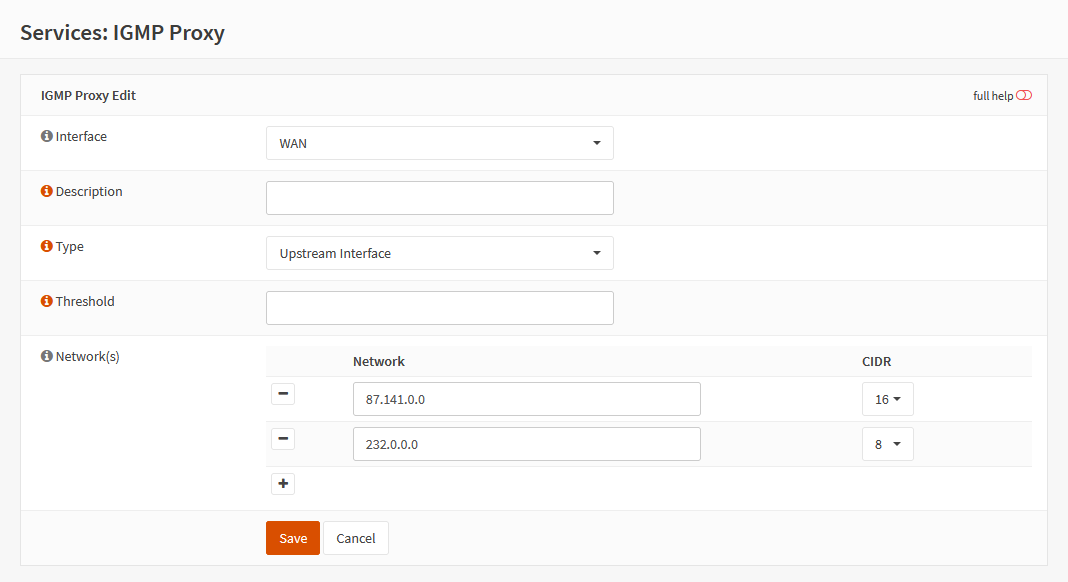 Services: IGMP Proxy
IGMP Proxy Edit
full help
Interface
WAN
Description
Type
Upstream Interface
Threshold
Network(s)
Network CIDR
87.141.0.0 16
232.0.0.0 8
Save Cancel